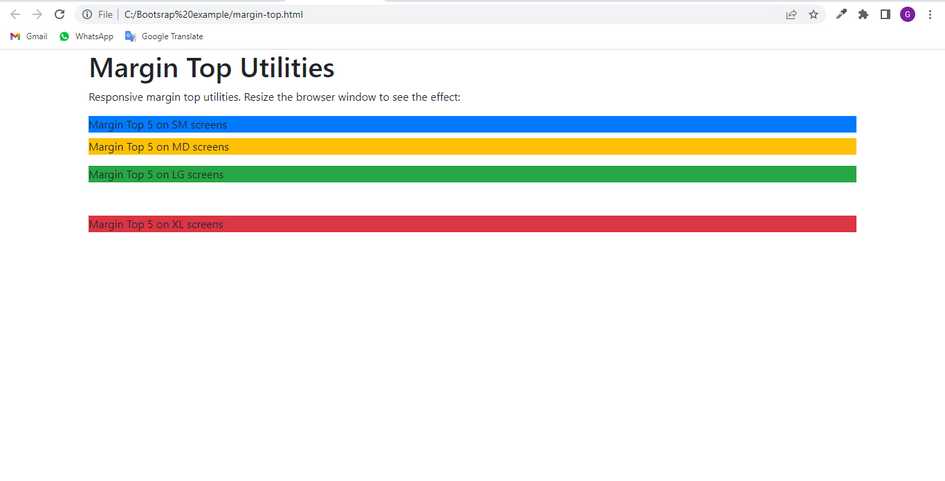 File C:/Bootsrap%20example/margin-top.html G
Gmail WhatsApp Google Translate
Margin Top Utilities
Responsive margin top utilities. Resize the browser window to see the effect:
Margin Top 5 on SM screens
Margin Top 5 on MD screens
Margin Top 5 on LG screens
Margin Top 5 on XL screens